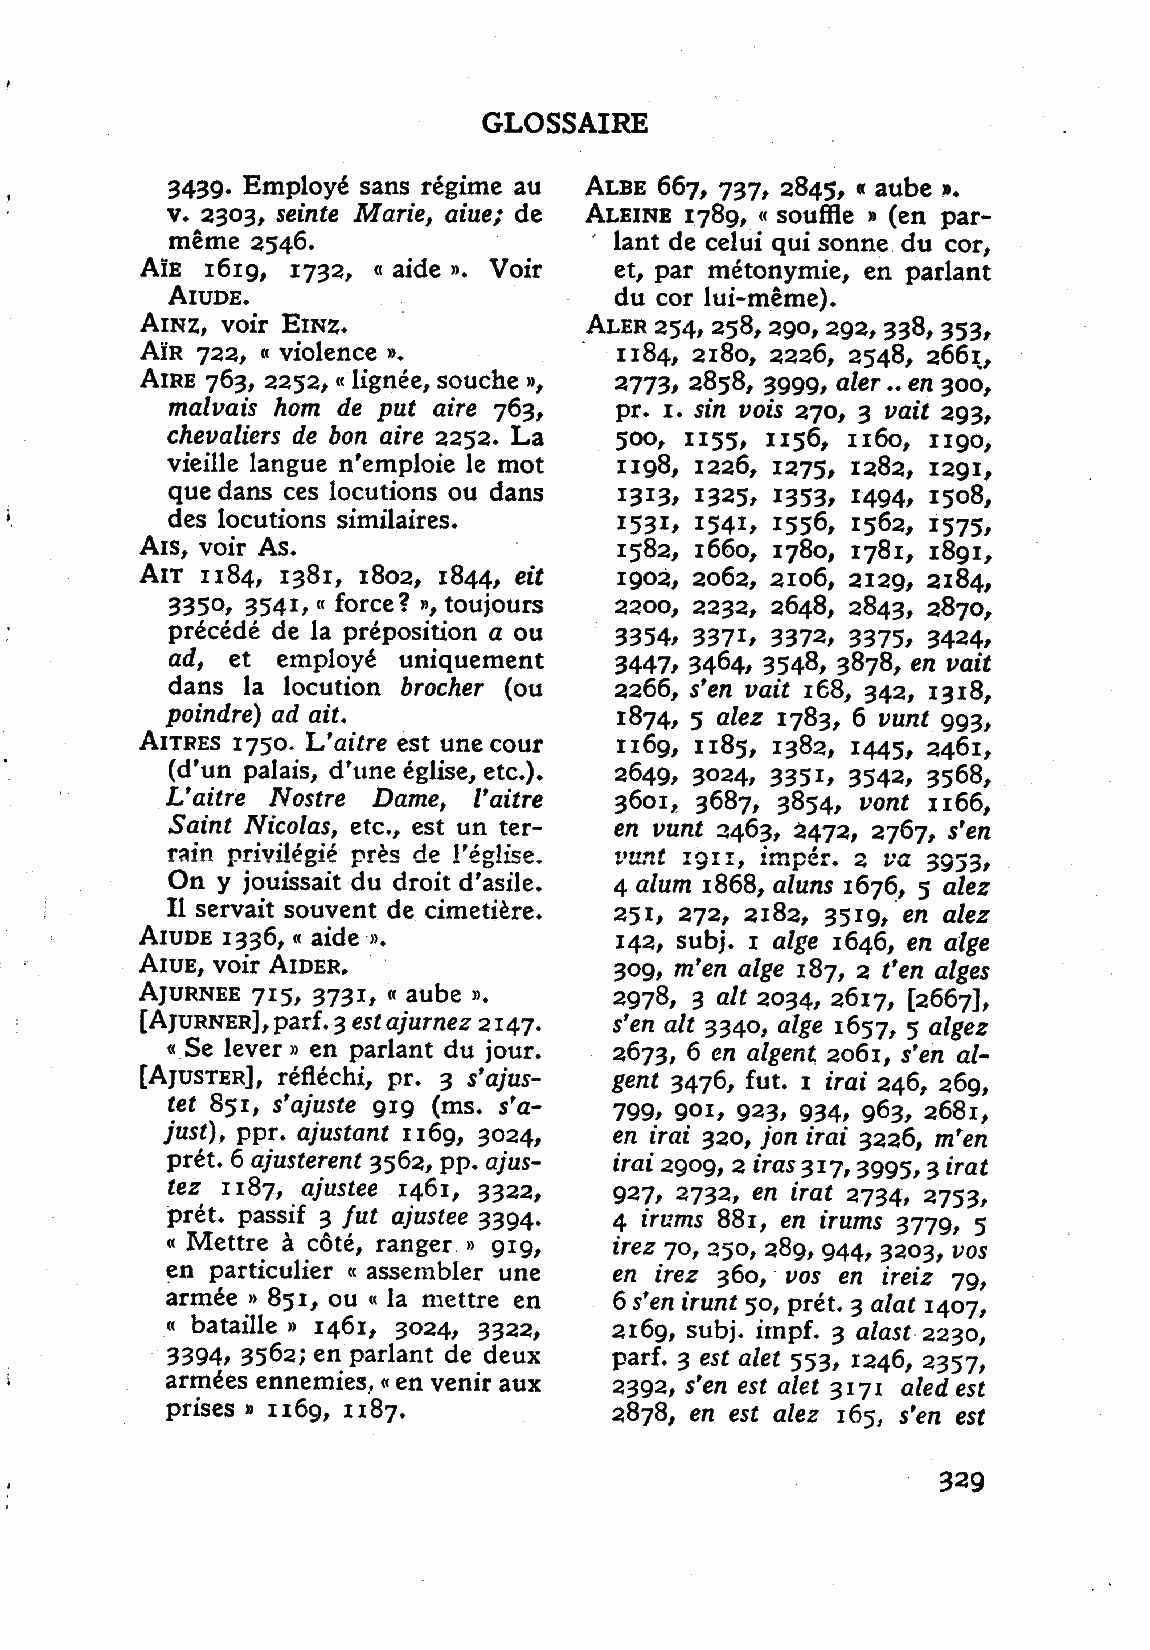 GLOSSAIRE
3439. Employé sans régime au
v. 2303, seinte Marie, aiue; de
même 2546.
AÏE 1619, 1732, « aide ». Voir
AIUDE.
AINZ, voir EINZ.
AÏR 722, « violence ».
AIRE 763, 2252, « lignée, souche »,
malvais hom de put aire 763,
chevaliers de bon aire 2252. La
vieille langue n'emploie le mot
que dans ces locutions ou dans
des locutions similaires.
AIS, voir AS.
AIT 1184, 1381, 1802, 1844, eit
3350, 3541, « force? », toujours
précédé de la préposition a ou
ad, et employé uniquement
dans la locution brocher (ou
poindre) ad ait.
AITRES 1750. L'aitre est une cour
(d'un palais, d'une église, etc.).
L'aitre Nostre Dame, l'aitre
Saint Nicolas, etc., est un ter-
rain privilégié près de l'église.
On y jouissait du droit d'asile.
Il servait souvent de cimetière.
AIUDE 1336, « aide ».
AIUE, voir AIDER.
AJURNEE 715, 3731, « aube ».
[AJURNER], parf. 3 est ajurnez 2147.
« Se lever » en parlant du jour.
[AJUSTER], réfléchi, pr. 3 s'ajus-
tet 851, s'ajuste 919 (ms. s'a-
just), ppr. ajustant 1169, 3024,
prét. 6 ajusterent 3562, pp. ajus-
tez 1187, ajustee 1461, 3322,
prét. passif 3 fut ajustee 3394.
« Mettre à côté, ranger » 919,
en particulier « assembler une
armée » 851, ou « la mettre en
« bataille » 1461, 3024, 3322,
3394, 3562; en parlant de deux
armées ennemies, « en venir aux
prises » 1169, 1187.
ALBE 667, 737, 2845, « aube ».
ALEINE 1789, « souffle » (en par-
lant de celui qui sonne du cor,
et, par métonymie, en parlant
du cor lui-même).
ALER 254, 258, 290, 292, 338, 353,
1184, 2180, 2226, 2548, 2661,
2773, 2858, 3999, aler .. en 300,
pr. 1. sin vois 270, 3 vait 293,
500, 1155, 1156, 1160, 1190,
1198, 1226, 1275, 1282, 1291,
1313, 1325, 1353, 1494, 1508,
1531, 1541, 1556, 1562, 1575,
1582, 1660, 1780, 1781, 1891,
1902, 2062, 2106, 2129, 2184,
2200, 2232, 2648, 2843, 2870,
3354, 3371, 3372, 3375, 3424,
3447, 3464, 3548, 3878, en vait
2266, s'en vait 168, 342, 1318,
1874, 5 alez 1783, 6 vunt 993,
1169, 1185, 1382, 1445, 2461,
2649, 3024, 3351, 3542, 3568,
3601, 3687, 3854, vont 1166,
en vunt 2463, 2472, 2767, s'en
vunt 1911, impér. 2 va 3953,
4 alum 1868, aluns 1676, 5 alez
251, 272, 2182, 3519, en alez
142, subj. 1 alge 1646, en alge
309, m'en alge 187, 2 t'en alges
2978, 3 alt 2034, 2617, [2667],
s'en alt 3340, alge 1657, 5 algez
2673, 6 en algent 2061, s'en al-
gent 3476, fut. 1 irai 246, 269,
799, 901, 923, 934, 963, 2681,
en irai 320, jon irai 3226, m'en
irai 2909, 2 iras 317, 3995, 3 irat
927, 2732, en irat 2734, 2753,
4 irums 881, en irums 3779, 5
irez 70, 250, 289, 944, 3203, vos
en irez 360, vos en ireiz 79,
6 s'en irunt 50, prét. 3 alat 1407,
2169, subj. impf. 3 alast 2230,
parf. 3 est alet 553, 1246, 2357,
2392, s'en est alet 3171 aled est
2878, en est alez 165, s'en est
329